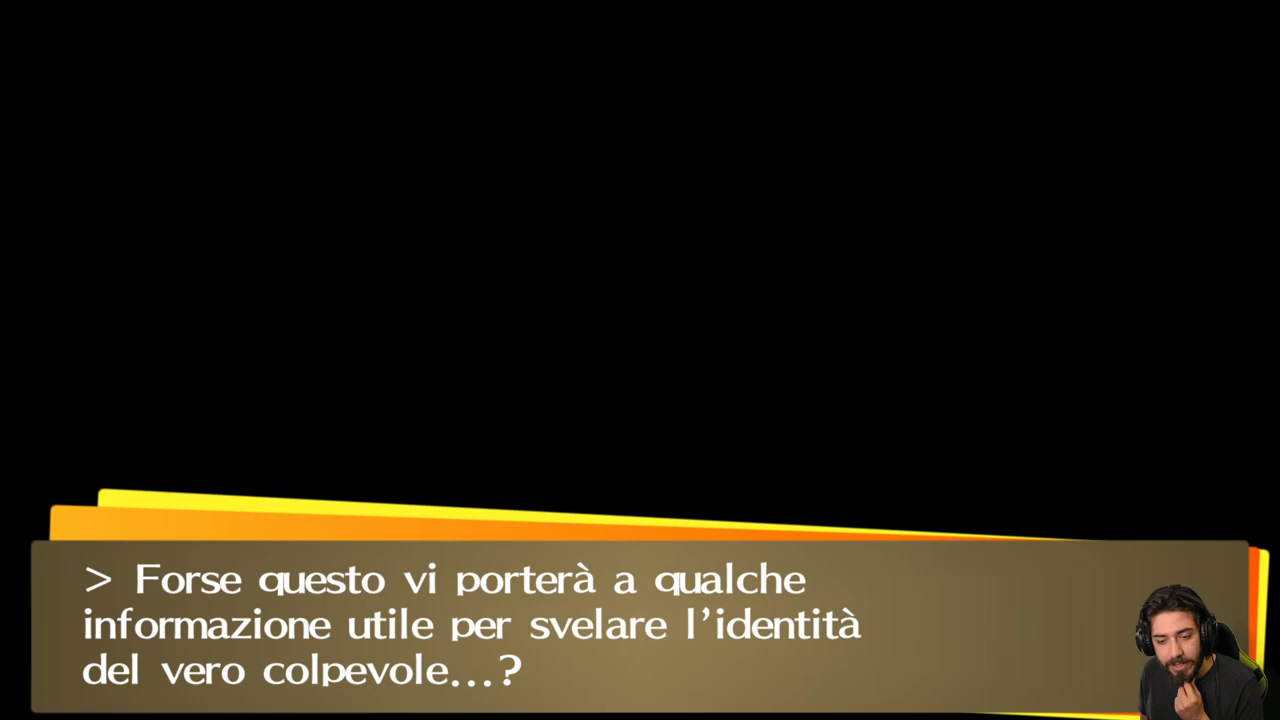 > Forse questo vi porterà a qualche
informazione utile per svelare l’identità
del vero colpevole...?